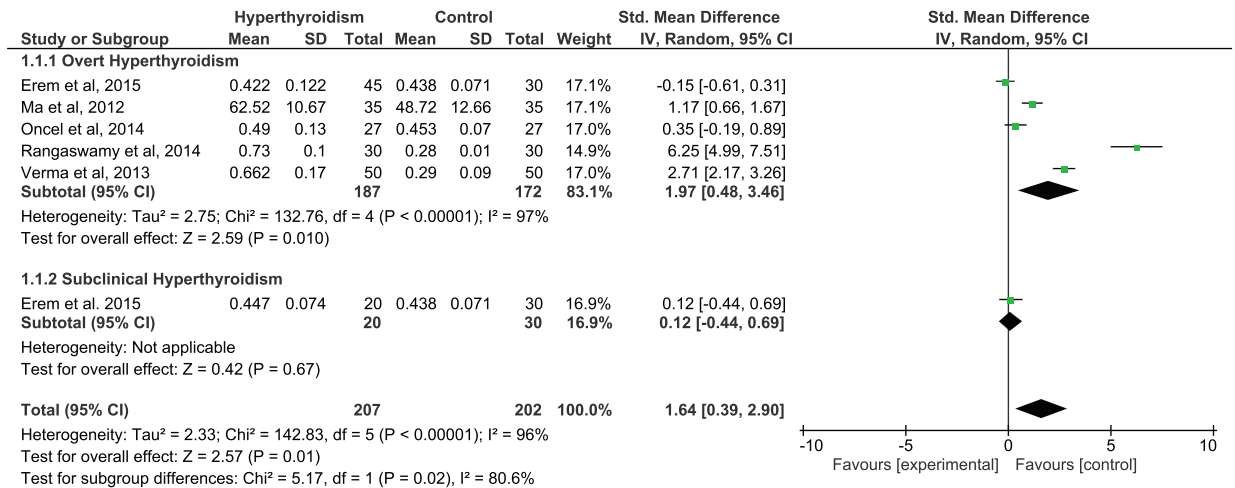 Hyperthyroidism Control Std. Mean Difference Std. Mean Difference
Study or Subgroup Mean SD Total Mean SD Total Weight IV, Random, 95% CI IV, Random, 95% CI
1.1.1 Overt Hyperthyroidism
Erem et al, 2015 0.422 0.122 45 0.438 0.071 30 17.1% -0.15 [-0.61, 0.31]
Ma et al, 2012 62.52 10.67 35 48.72 12.66 35 17.1% 1.17 [0.66, 1.67]
Oncel et al, 2014 0.49 0.13 27 0.453 0.07 27 17.0% 0.35 [-0.19, 0.89]
Rangaswamy et al, 2014 0.73 0.1 30 0.28 0.01 30 14.9% 6.25 [4.99, 7.51]
Verma et al, 2013 0.662 0.17 50 0.29 0.09 50 17.0% 2.71 [2.17, 3.26]
Subtotal (95% CI) 187 172 83.1% 1.97 [0.48, 3.46]
Heterogeneity: Tau² = 2.75; Chi² = 132.76, df = 4 (P < 0.00001); I² = 97%
Test for overall effect: Z = 2.59 (P = 0.010)
1.1.2 Subclinical Hyperthyroidism
Erem et al. 2015 0.447 0.074 20 0.438 0.071 30 16.9% 0.12 [-0.44, 0.69]
Subtotal (95% CI) 20 30 16.9% 0.12 [-0.44, 0.69]
Heterogeneity: Not applicable
Test for overall effect: Z = 0.42 (P = 0.67)
Total (95% CI) 207 202 100.0% 1.64 [0.39, 2.90]
Heterogeneity: Tau² = 2.33; Chi² = 142.83, df = 5 (P < 0.00001); I² = 96%
Test for overall effect: Z = 2.57 (P = 0.01)
Test for subgroup differences: Chi² = 5.17, df = 1 (P = 0.02), I² = 80.6%
-10 -5 0 5 10
Favours [experimental] Favours [control]